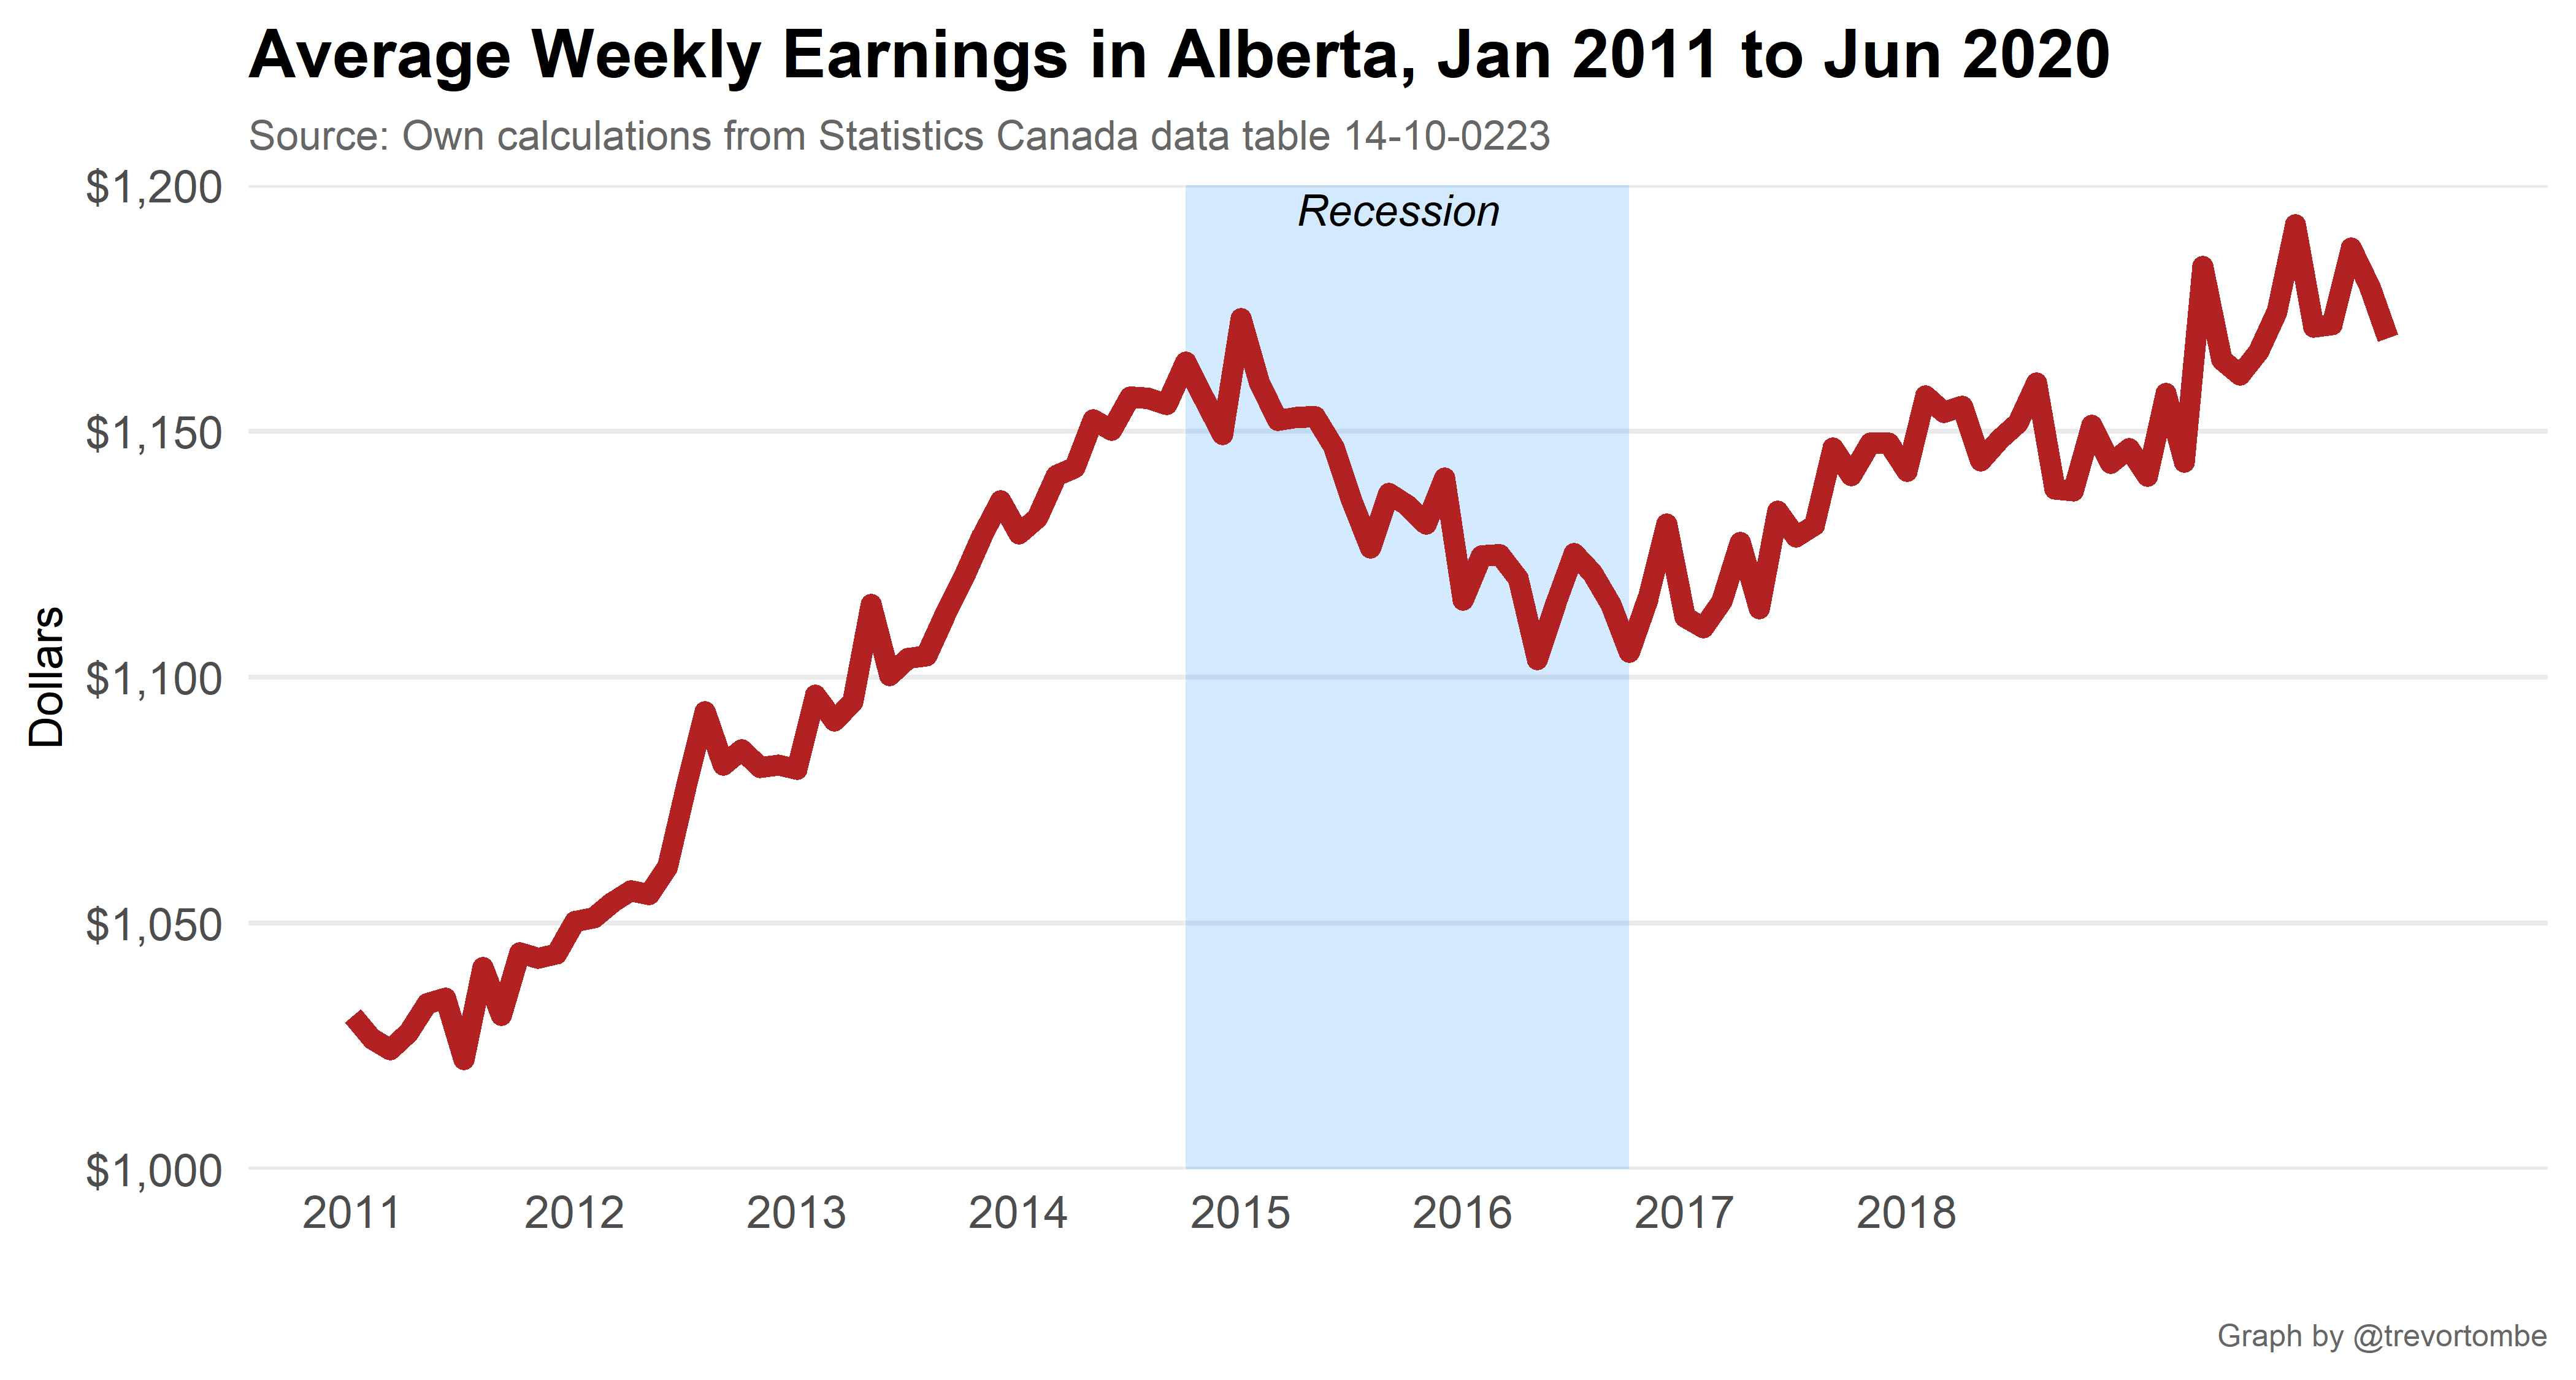 Average Weekly Earnings in Alberta, Jan 2011 to Jun 2020
Source: Own calculations from Statistics Canada data table 14-10-0223
$1,200
Recession
$1,150
$1,100
Dollars
$1,050
$1,000
2011 2012 2013 2014 2015 2016 2017 2018
Graph by @trevortombe